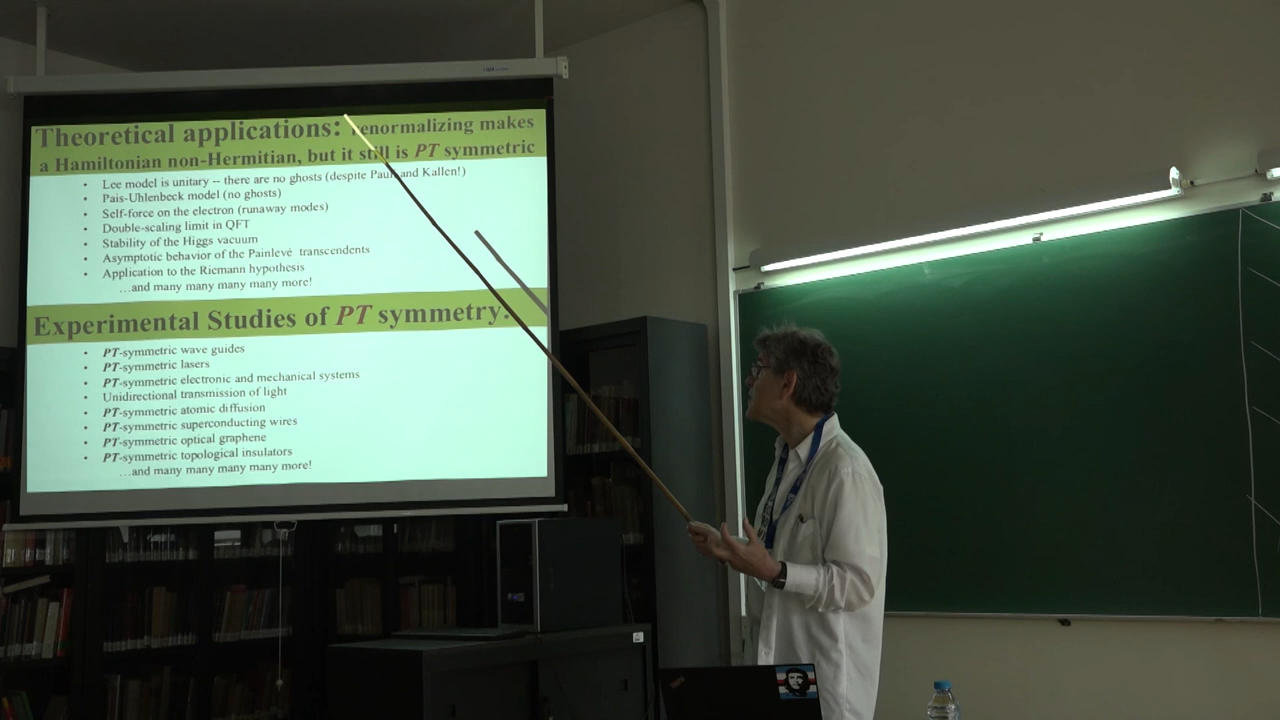 Theoretical applications: renormalizing makes
a Hamiltonian non-Hermitian, but it still is PT symmetric
• Lee model is unitary -- there are no ghosts (despite Pauli and Kallen!)
• Pais-Uhlenbeck model (no ghosts)
• Self-force on the electron (runaway modes)
• Double-scaling limit in QFT
• Stability of the Higgs vacuum
• Asymptotic behavior of the Painlevé transcendents
• Application to the Riemann hypothesis
…and many many many many more!
Experimental Studies of PT symmetry:
• PT-symmetric wave guides
• PT-symmetric lasers
• PT-symmetric electronic and mechanical systems
• Unidirectional transmission of light
• PT-symmetric atomic diffusion
• PT-symmetric superconducting wires
• PT-symmetric optical graphene
• PT-symmetric topological insulators
…and many many many many more!